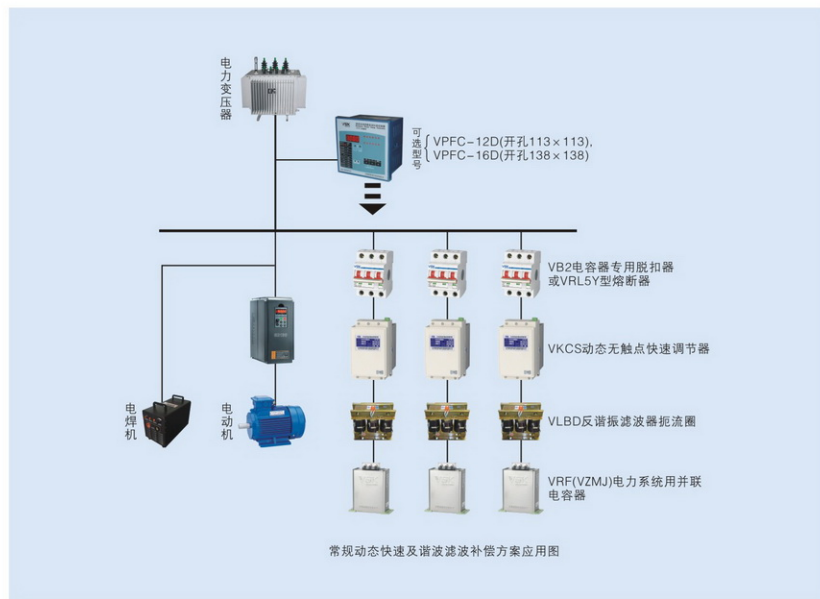 电力变压器
可选型号
VPFC-12D(开孔113×113),
VPFC-16D(开孔138×138)
VB2电容器专用脱扣器
或VRL5Y型熔断器
VKCS动态无触点快速调节器
电焊机
电动机
VLBD反谐振滤波器扼流圈
VRF(VZMJ)电力系统用并联
电容器
常规动态快速及谐波滤波补偿方案应用图